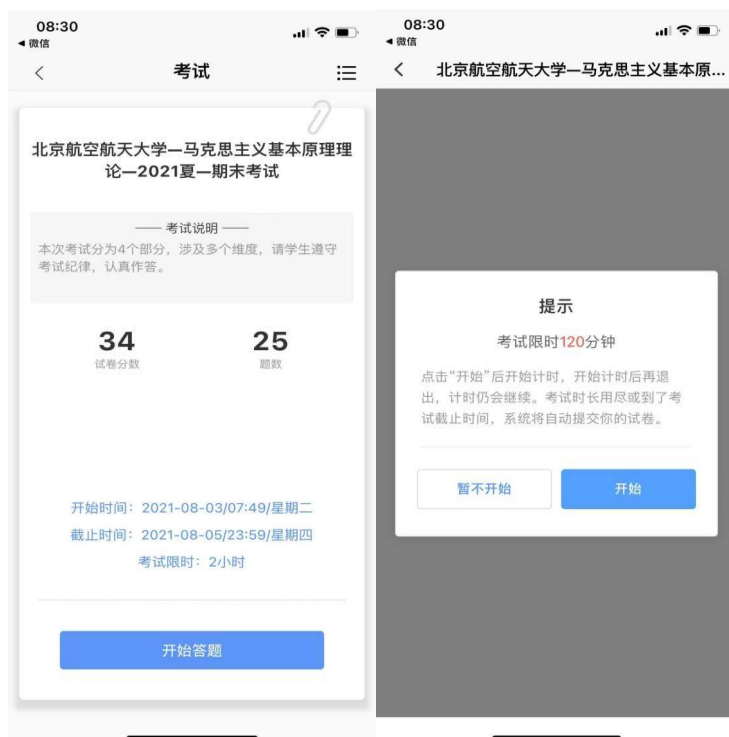 08:30
◀ 微信
考试
北京航空航天大学—马克思主义基本原理理
论—2021夏—期末考试
—— 考试说明 ——
本次考试分为4个部分，涉及多个维度，请学生遵守
考试纪律，认真作答。
34
试卷分数
25
题数
开始时间：2021-08-03/07:49/星期二
截止时间：2021-08-05/23:59/星期四
考试限时：2小时
开始答题
08:30
◀ 微信
北京航空航天大学—马克思主义基本原...
提示
考试限时120分钟
点击“开始”后开始计时，开始计时后再退
出，计时仍会继续。考试时长用尽或到了考
试截止时间，系统将自动提交你的试卷。
暂不开始
开始